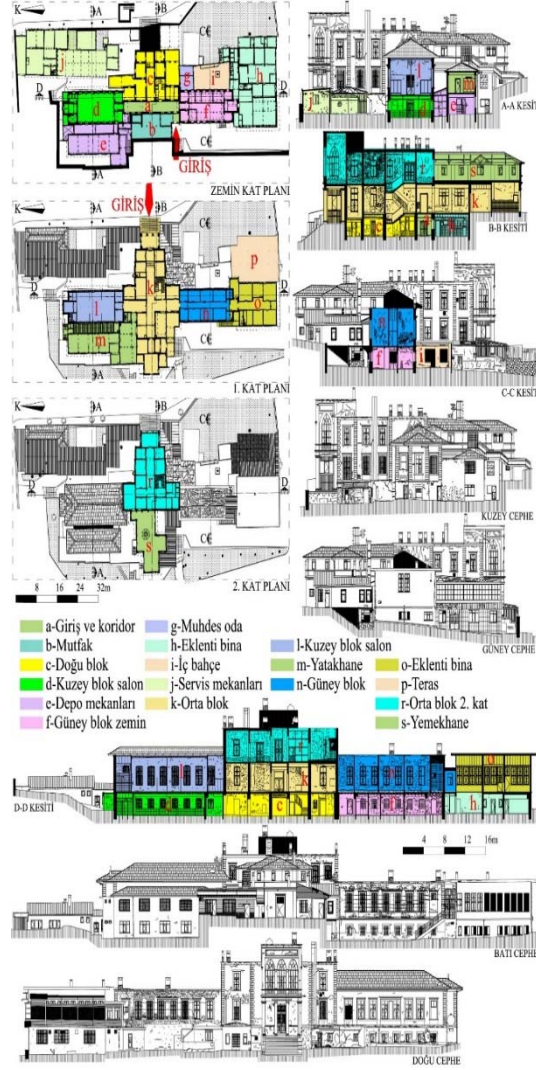 K
A
B
j
c
g
i
h
D
D
d
a
f
b
e
C
A
B
GİRİŞ
ZEMİN KAT PLANI
GİRİŞ
K
B
C
p
k
l
n
o
D
m
A
B
C
1. KAT PLANI
K
B
C
r
D
D
s
A
B
C
2. KAT PLANI
8 16 24 32m
l
m
j
d
e
A-A KESİTİ
r
s
k
c
a
b
B-B KESİTİ
n
f
i
C-C KESİTİ
KUZEY CEPHE
GÜNEY CEPHE
a-Giriş ve koridor
b-Mutfak
c-Doğu blok
d-Kuzey blok salon
e-Depo mekanları
f-Güney blok zemin
g-Muhdes oda
h-Eklenti bina
i-İç bahçe
j-Servis mekanları
k-Orta blok
l-Kuzey blok salon
m-Yatakhane
n-Güney blok
o-Eklenti bina
p-Teras
r-Orta blok 2. kat
s-Yemekhane
r
l
k
n
o
d
c
f
h
D-D KESİTİ
4 8 12 16m
BATI CEPHE
DOĞU CEPHE